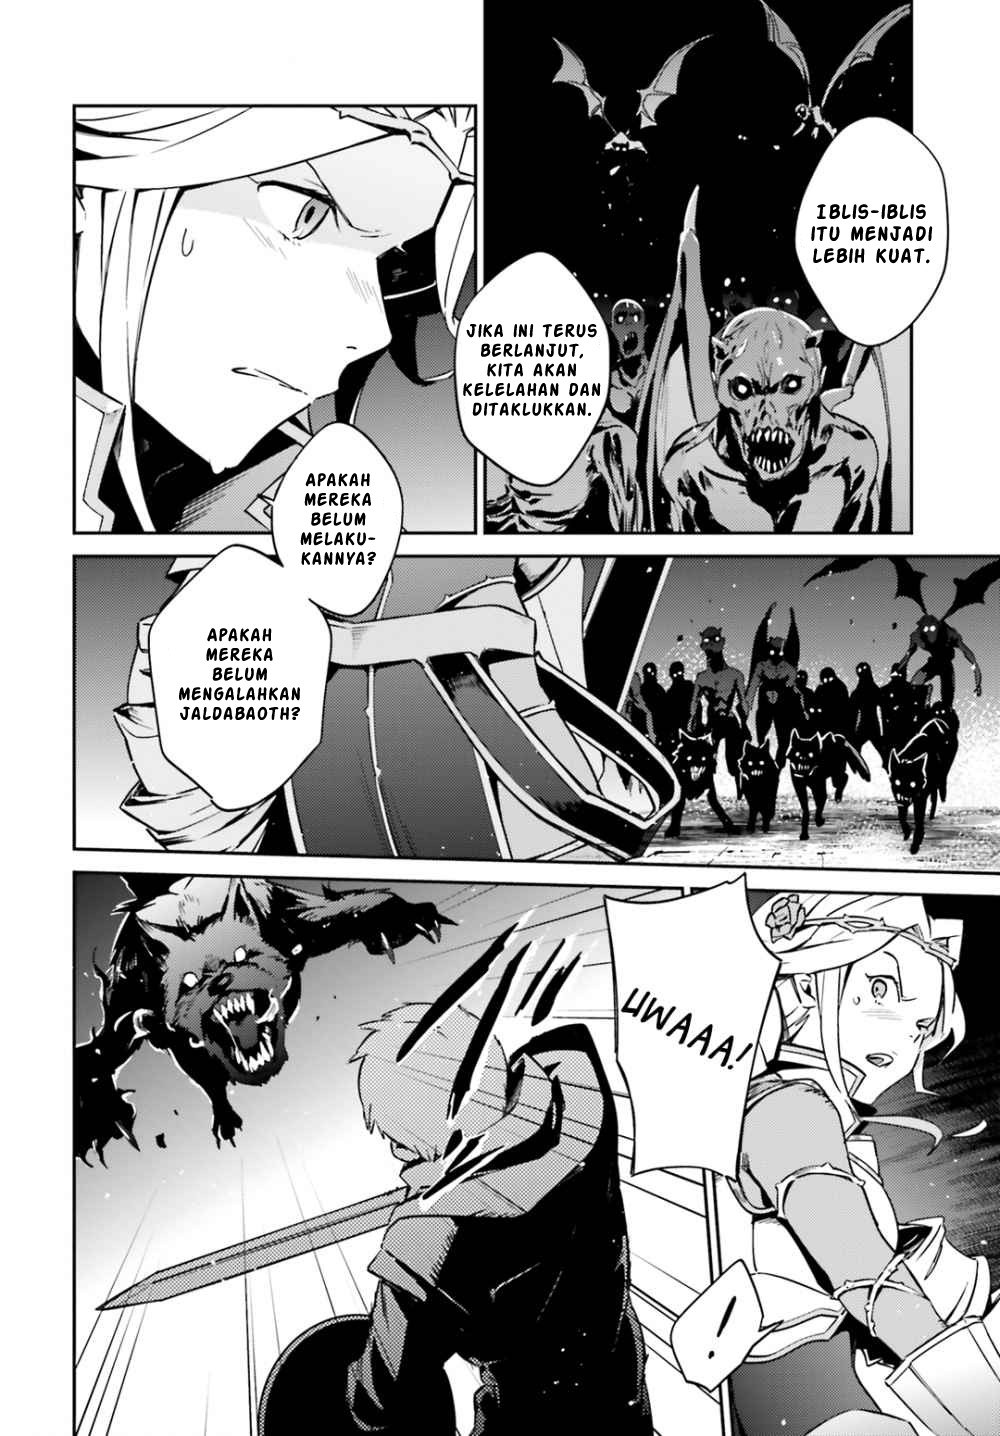 IBLIS-IBLIS
ITU MENJADI
LEBIH KUAT.
JIKA INI TERUS
BERLANJUT,
KITA AKAN
KELELAHAN DAN
DITAKLUKKAN.
APAKAH
MEREKA
BELUM
MELAKU-
KANNYA?
APAKAH
MEREKA
BELUM
MENGALAHKAN
JALDABAOTH?
UWAAA!
!